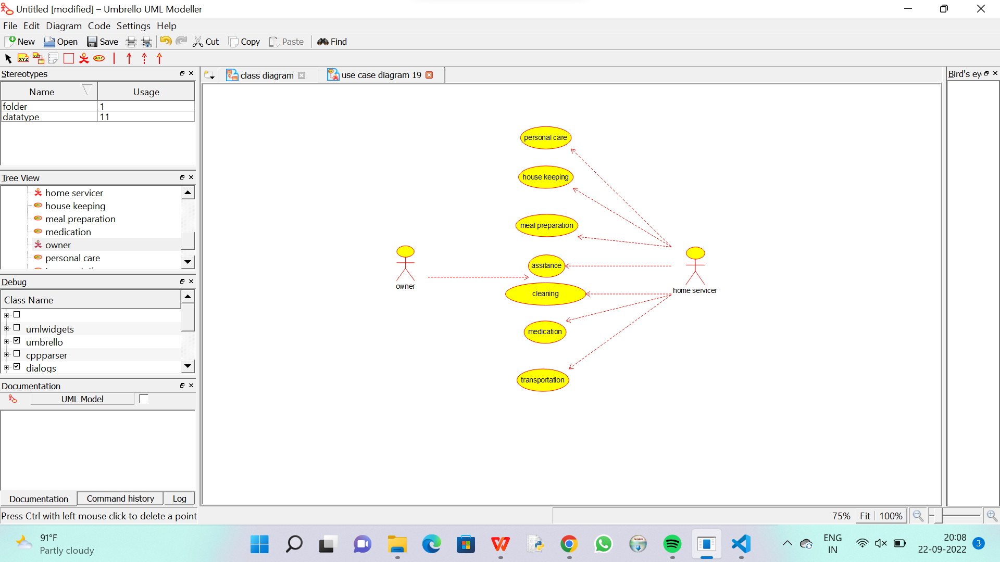 Untitled [modified] – Umbrello UML Modeller
File Edit Diagram Code Settings Help
New Open Save Cut Copy Paste Find
XYZ XYZ ABC
Stereotypes
Name Usage
folder 1
datatype 11
Tree View
home servicer
house keeping
meal preparation
medication
owner
personal care
Debug
Class Name
umlwidgets
umbrello
cppparser
dialogs
Documentation
UML Model
Documentation Command history Log
Press Ctrl with left mouse click to delete a point
class diagram use case diagram 19
personal care
house keeping
meal preparation
assitance
owner
cleaning
home servicer
medication
transportation
Bird's ey
75% Fit 100%
91°F
Partly cloudy
ENG
IN
20:08
22-09-2022
3